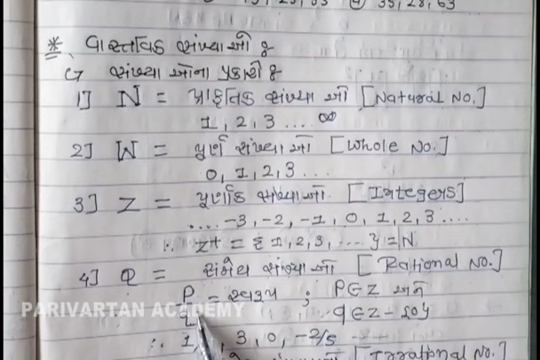 * વાસ્તવિક સંખ્યાઓ :
→ સંખ્યાઓના પ્રકારો :
1] N = પ્રાકૃતિક સંખ્યાઓ [Natural No.]
1, 2, 3 .... ∞
2] W = પૂર્ણ સંખ્યાઓ [Whole No.]
0, 1, 2, 3 ...
3] Z = પૂર્ણાંક સંખ્યાઓ [Integers]
.... -3, -2, -1, 0, 1, 2, 3 ....
∴ Z+ = { 1, 2, 3, .... } = N
4] Q = સંમેય સંખ્યાઓ [Rational No.]
P = સ્વરૂપ ; P∈Z અને
q∈Z - {0}
PARIVARTAN ACADEMY
∴ 1, 3, 0, -2/5
[Irrational No.]